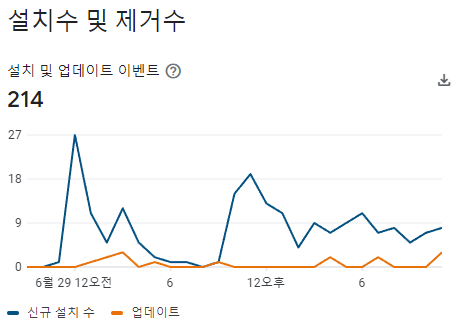 설치수 및 제거수
설치 및 업데이트 이벤트 ?
214
27
18
9
0
6월 29 12오전 6 12오후 6
신규 설치 수 업데이트